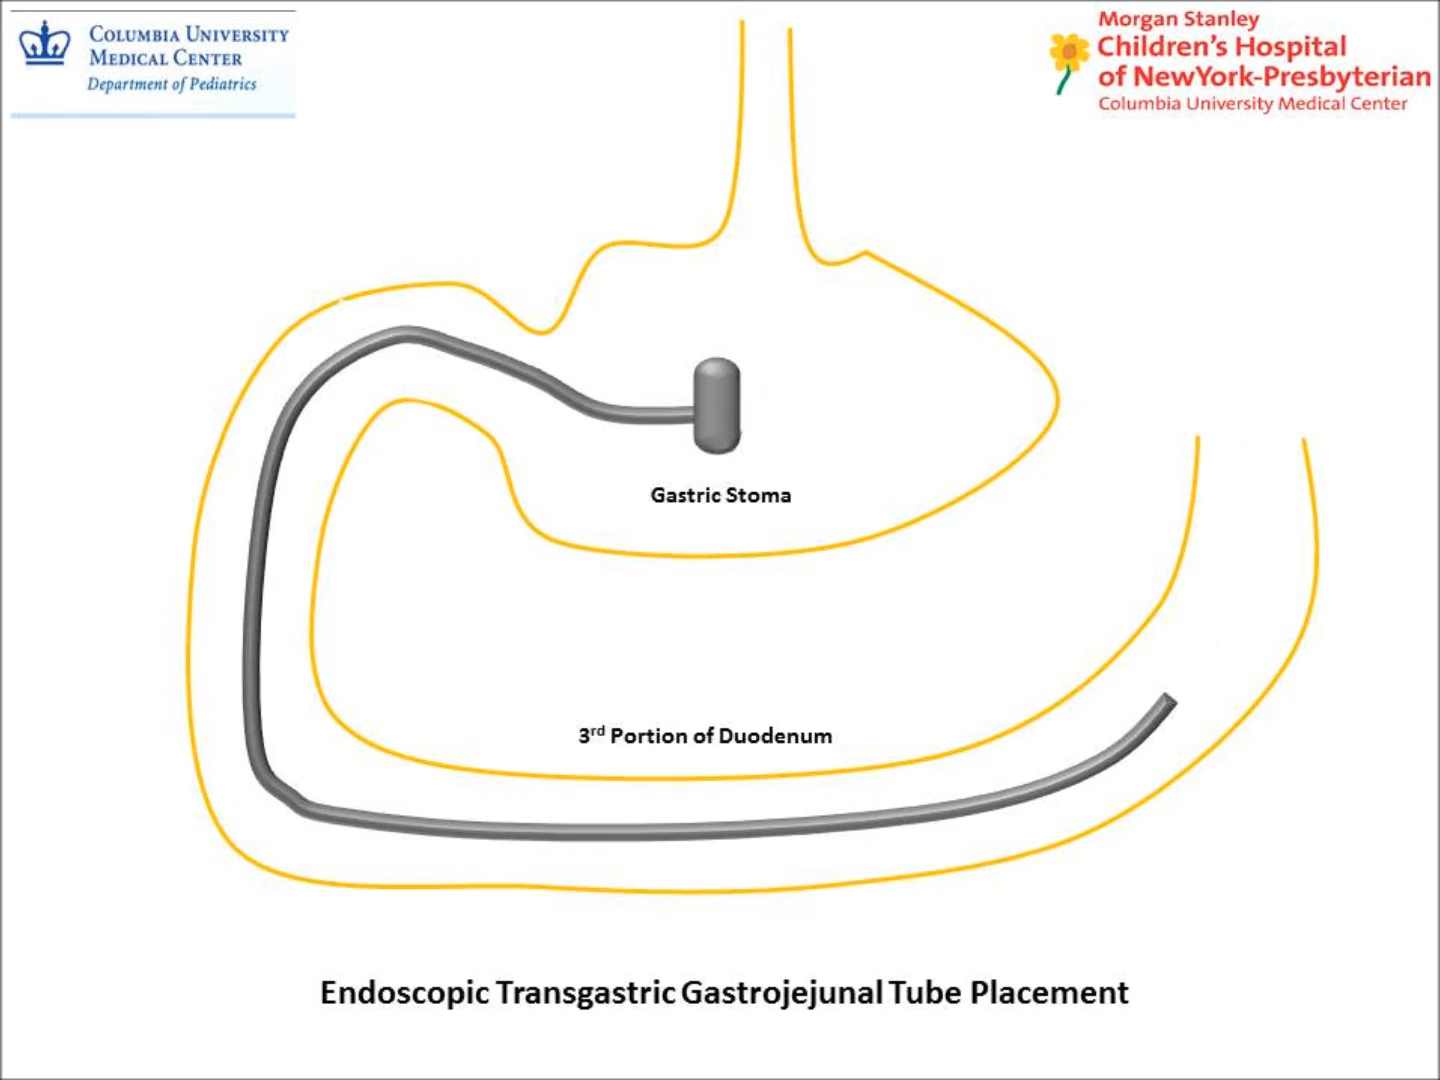 COLUMBIA UNIVERSITY
MEDICAL CENTER
Department of Pediatrics
Morgan Stanley
Children's Hospital
of NewYork-Presbyterian
Columbia University Medical Center
Gastric Stoma
3rd Portion of Duodenum
Endoscopic Transgastric Gastrojejunal Tube Placement